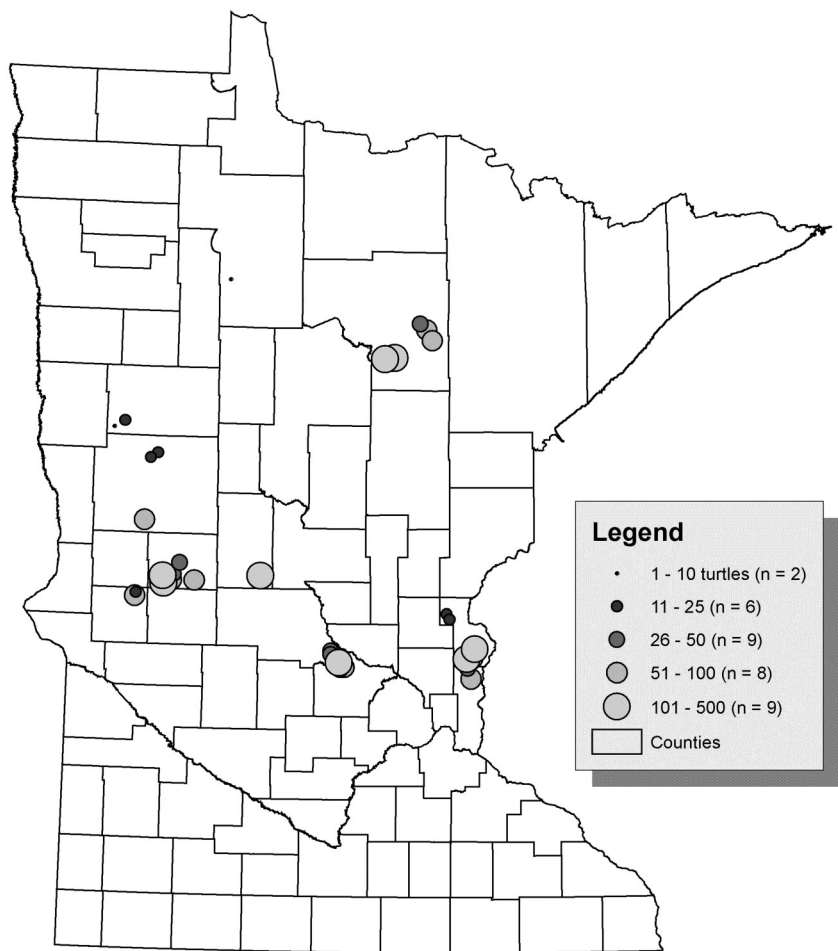 Legend
1 - 10 turtles (n = 2)
11 - 25 (n = 6)
26 - 50 (n = 9)
51 - 100 (n = 8)
101 - 500 (n = 9)
Counties